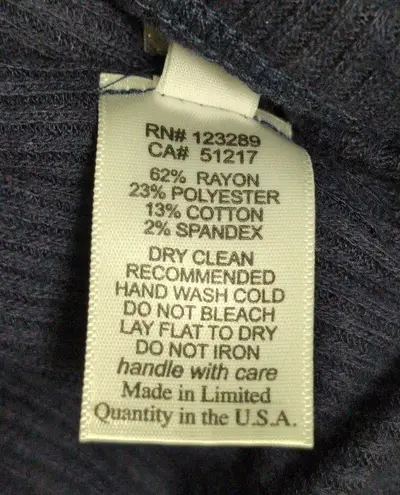 RN# 123289
CA# 51217
62% RAYON
23% POLYESTER
13% COTTON
2% SPANDEX
DRY CLEAN
RECOMMENDED
HAND WASH COLD
DO NOT BLEACH
LAY FLAT TO DRY
DO NOT IRON
handle with care
Made in Limited
Quantity in the U.S.A.